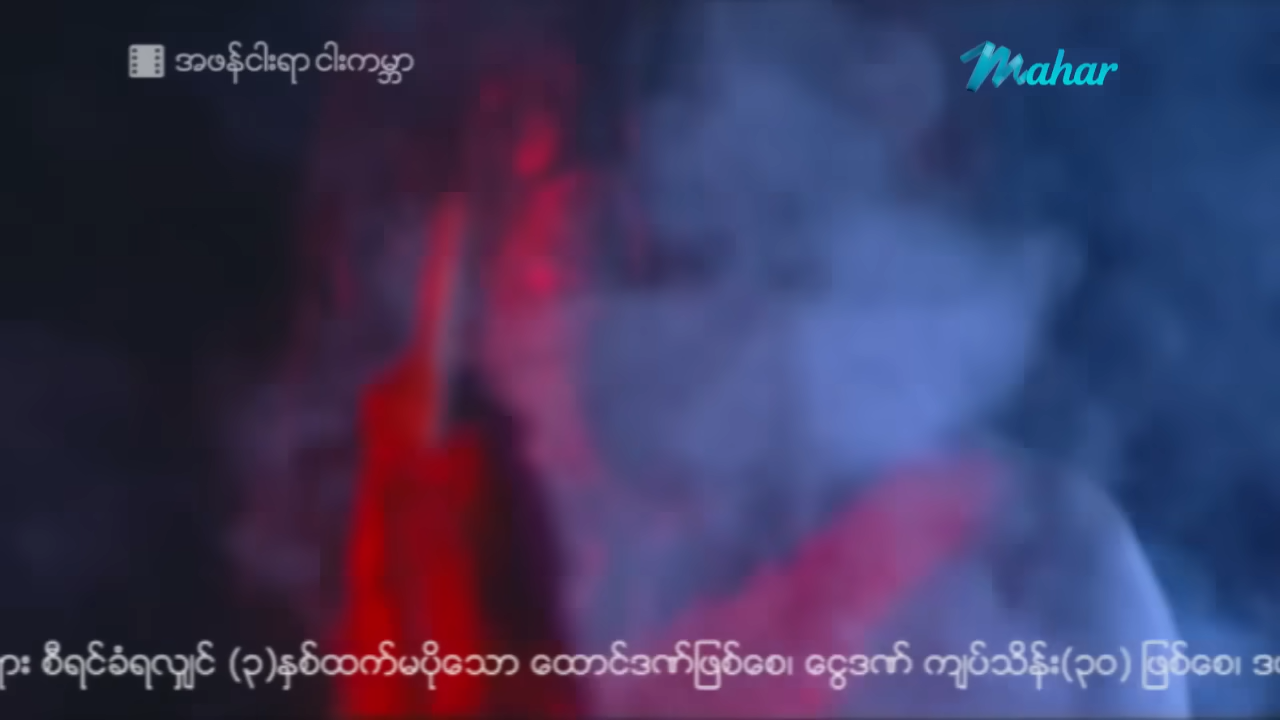 အဖန်ငါးရာ ငါးကမ္ဘာ
Mahar
စီရင်ခံရလျှင် (၃)နှစ်ထက်မပိုသော ထောင်ဒဏ်ဖြစ်စေ၊ ငွေဒဏ် ကျပ်သိန်း(၃၀) ဖြစ်စေ၊